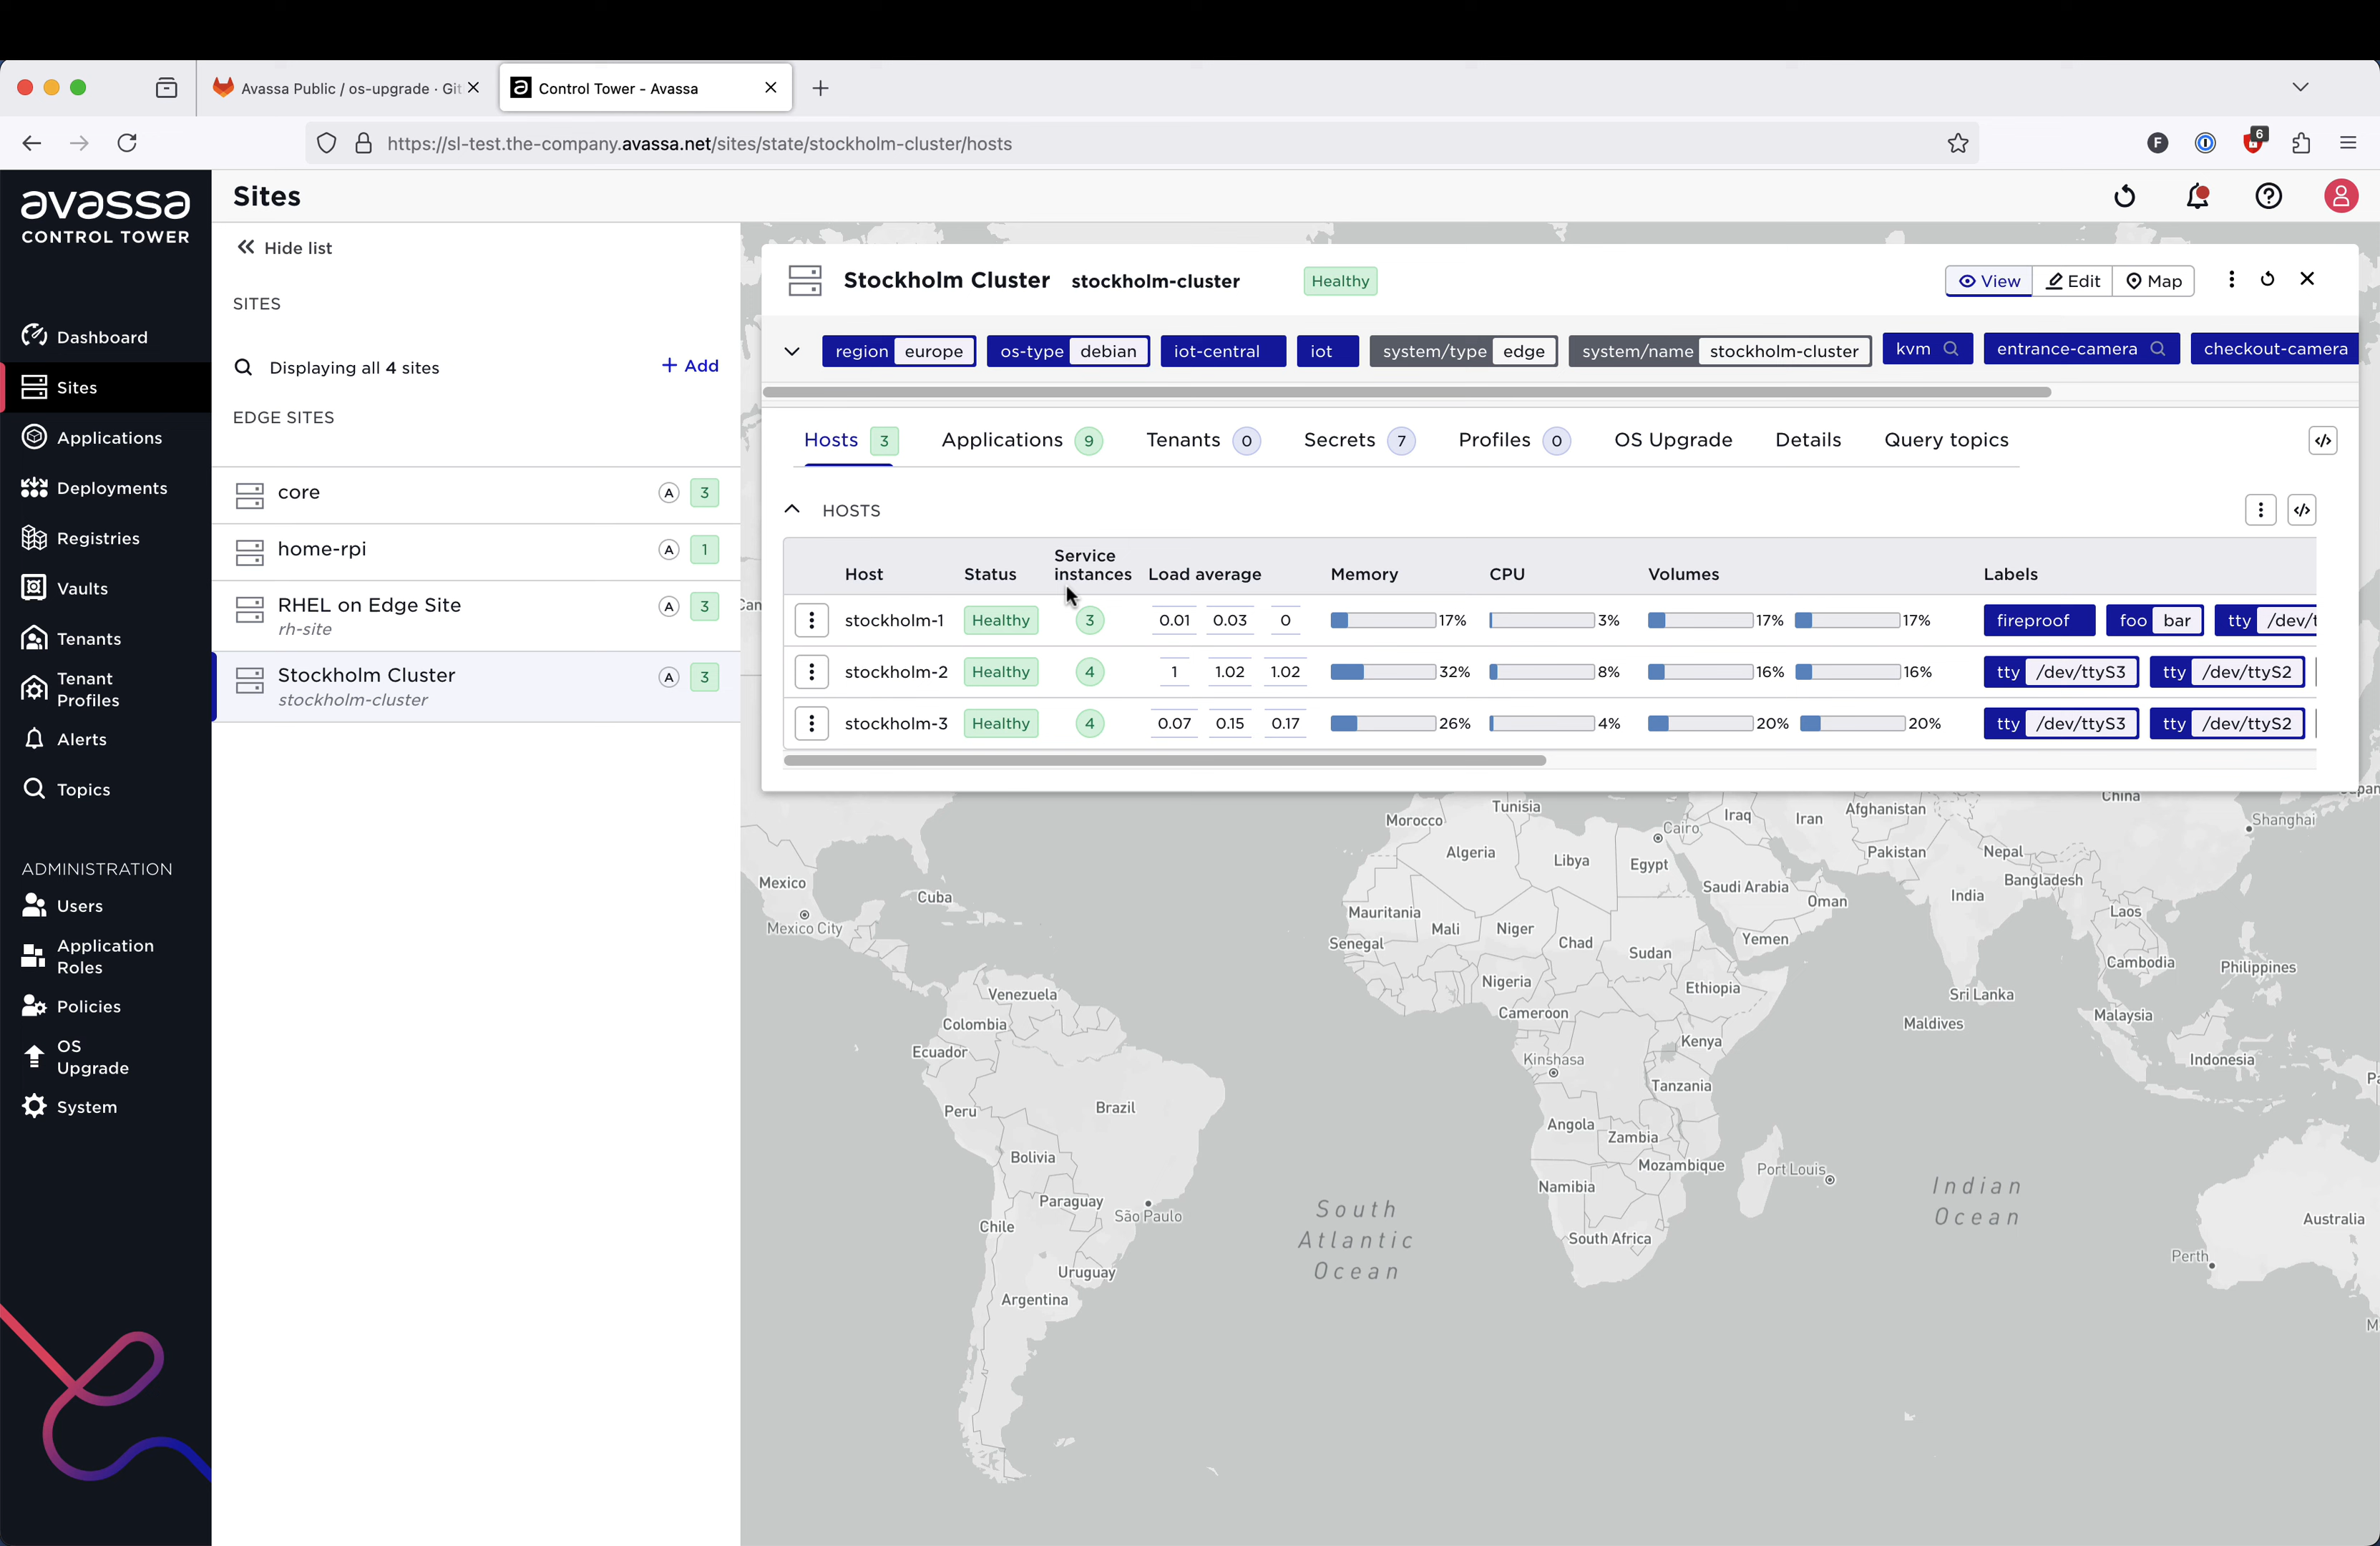 Avassa Public / os-upgrade · Git
Control Tower - Avassa
https://sl-test.the-company.avassa.net/sites/state/stockholm-cluster/hosts
F
6
avassa
CONTROL TOWER
Dashboard
Sites
Applications
Deployments
Registries
Vaults
Tenants
Tenant
Profiles
Alerts
Topics
ADMINISTRATION
Users
Application
Roles
Policies
OS
Upgrade
System
Sites
Hide list
SITES
Displaying all 4 sites
+ Add
EDGE SITES
core A 3
home-rpi A 1
RHEL on Edge Site A 3
rh-site
Stockholm Cluster A 3
stockholm-cluster
Stockholm Cluster stockholm-cluster Healthy View Edit Map
region europe os-type debian iot-central iot system/type edge system/name stockholm-cluster kvm entrance-camera checkout-camera
Hosts 3 Applications 9 Tenants 0 Secrets 7 Profiles 0 OS Upgrade Details Query topics </>
HOSTS </>
Host Status Service instances Load average Memory CPU Volumes Labels
stockholm-1 Healthy 3 0.01 0.03 0 17% 3% 17% 17% fireproof foo bar tty /dev/t
stockholm-2 Healthy 4 1 1.02 1.02 32% 8% 16% 16% tty /dev/ttyS3 tty /dev/ttyS2
stockholm-3 Healthy 4 0.07 0.15 0.17 26% 4% 20% 20% tty /dev/ttyS3 tty /dev/ttyS2
Tunisia
Morocco
Algeria
Libya
Cairo
Egypt
Iraq
Iran
Afghanistan
China
Shanghai
Pakistan
Nepal
Bangladesh
India
Saudi Arabia
Oman
Yemen
Laos
Cambodia
Philippines
Sri Lanka
Maldives
Malaysia
Indonesia
Mexico
Mexico City
Cuba
Mauritania
Mali
Niger
Chad
Sudan
Senegal
Nigeria
Ethiopia
Cameroon
Kenya
Kinshasa
Tanzania
Angola
Zambia
Mozambique
Port Louis
Namibia
South Africa
Venezuela
Colombia
Ecuador
Peru
Brazil
Bolivia
Paraguay
São Paulo
Chile
Uruguay
Argentina
South
Atlantic
Ocean
Indian
Ocean
Australia
Perth